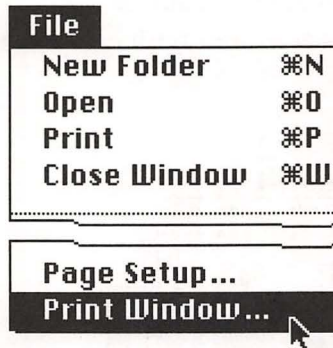 File
New Folder ⌘N
Open ⌘O
Print ⌘P
Close Window ⌘W
Page Setup...
Print Window...